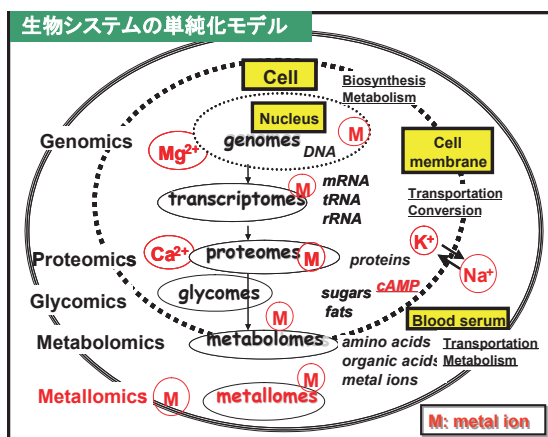 生物システムの単純化モデル
Cell
Biosynthesis
Metabolism
Nucleus
M
genomes
DNA
Genomics
Mg2+
Cell
membrane
M
mRNA
transcriptomes
tRNA
rRNA
Transportation
Conversion
K+
Na+
Proteomics
Ca2+
proteomes
M
proteins
Glycomics
glycomes
sugars
cAMP
fats
M
Blood serum
Metabolomics
metabolomes
amino acids
organic acids
metal ions
Transportation
Metabolism
M
Metallomics
M
metallomes
M: metal ion